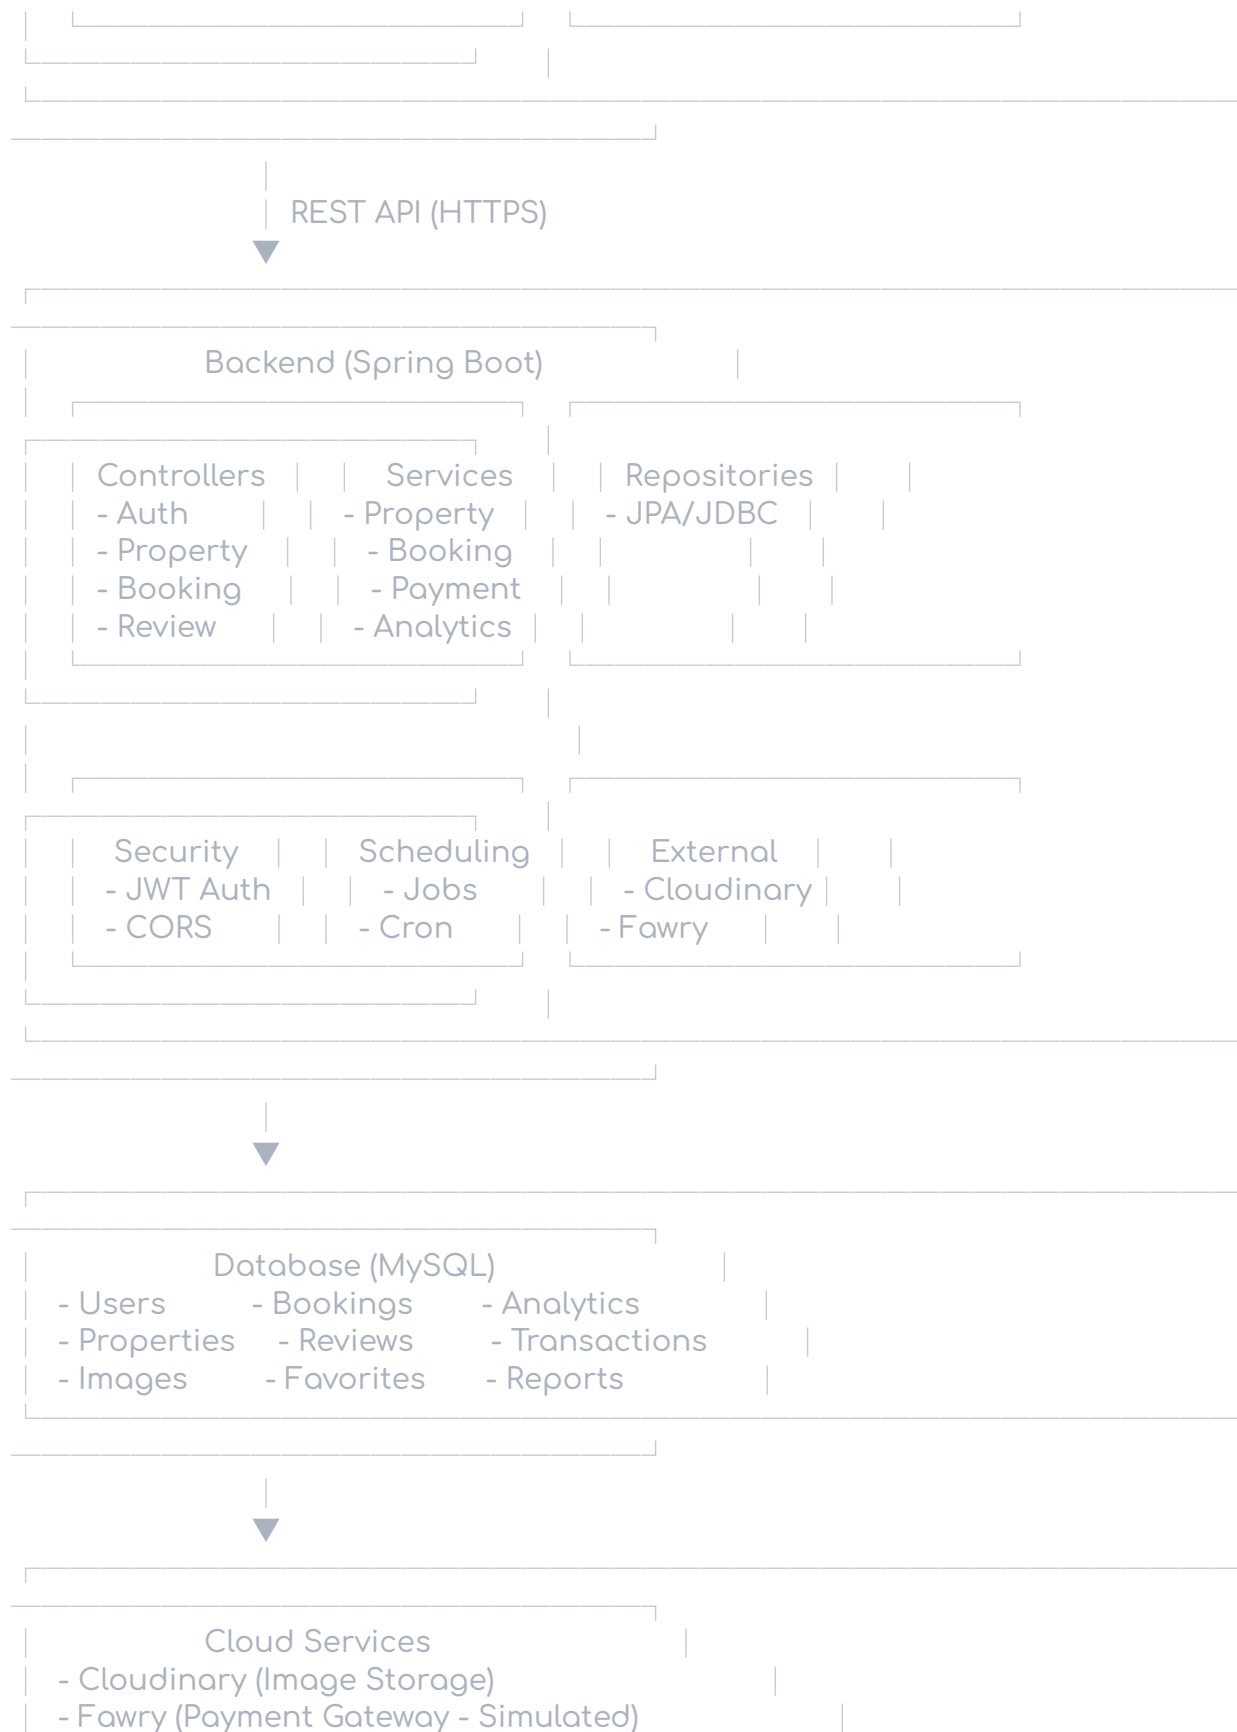 REST API (HTTPS)
▼
Backend (Spring Boot)
Controllers Services Repositories
- Auth - Property - JPA/JDBC
- Property - Booking
- Booking - Payment
- Review - Analytics
Security Scheduling External
- JWT Auth - Jobs - Cloudinary
- CORS - Cron - Fawry
▼
Database (MySQL)
- Users - Bookings - Analytics
- Properties - Reviews - Transactions
- Images - Favorites - Reports
▼
Cloud Services
- Cloudinary (Image Storage)
- Fawry (Payment Gateway - Simulated)